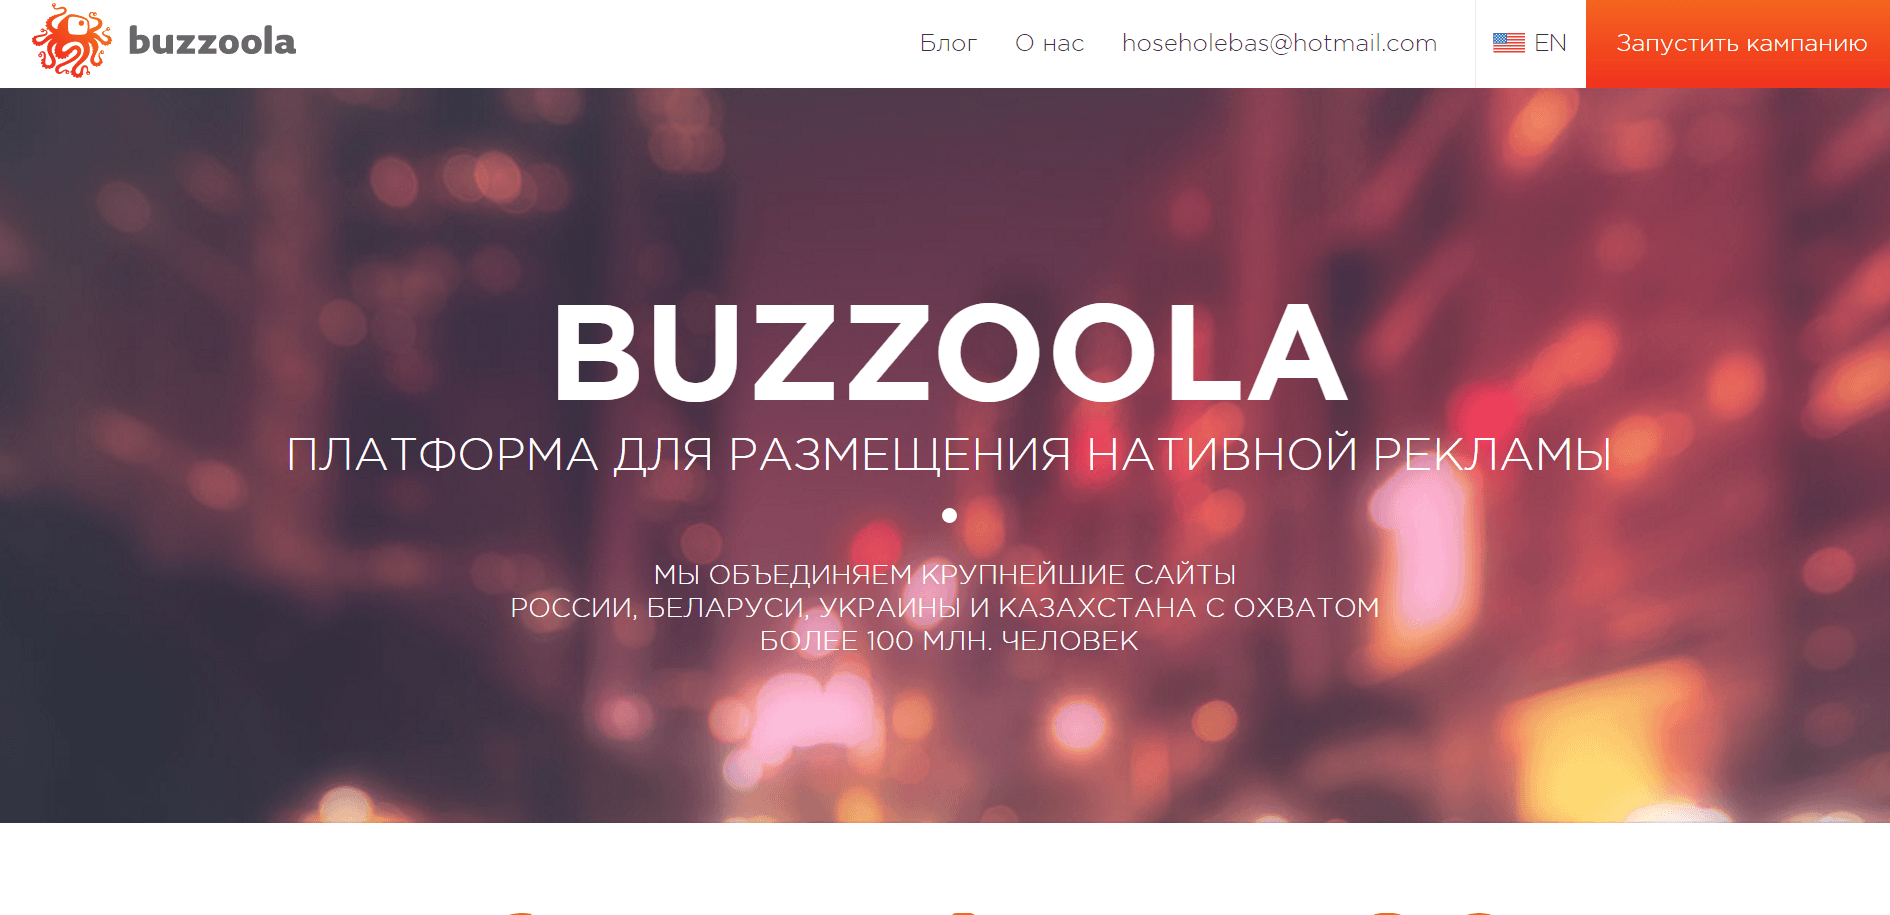 buzzoola
Блог
О нас
hoseholebas@hotmail.com
EN
Запустить кампанию
BUZZOOLA
ПЛАТФОРМА ДЛЯ РАЗМЕЩЕНИЯ НАТИВНОЙ РЕКЛАМЫ
МЫ ОБЪЕДИНЯЕМ КРУПНЕЙШИЕ САЙТЫ
РОССИИ, БЕЛАРУСИ, УКРАИНЫ И КАЗАХСТАНА С ОХВАТОМ
БОЛЕЕ 100 МЛН. ЧЕЛОВЕК